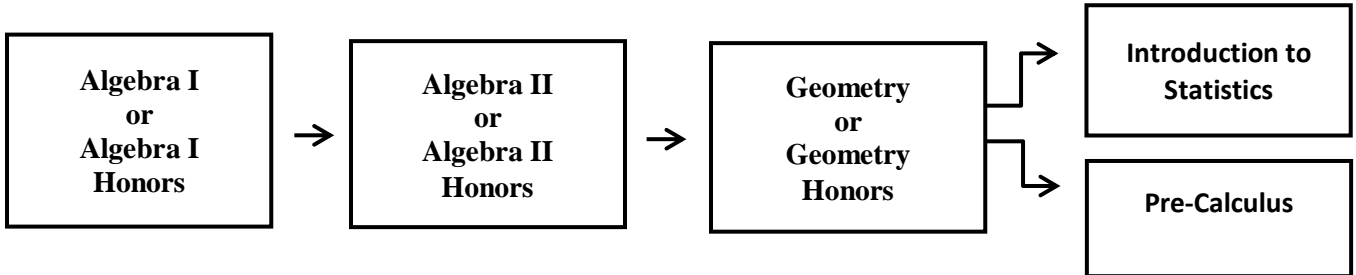 Algebra I
or
Algebra I
Honors
Algebra II
or
Algebra II
Honors
Geometry
or
Geometry
Honors
Introduction to
Statistics
Pre-Calculus